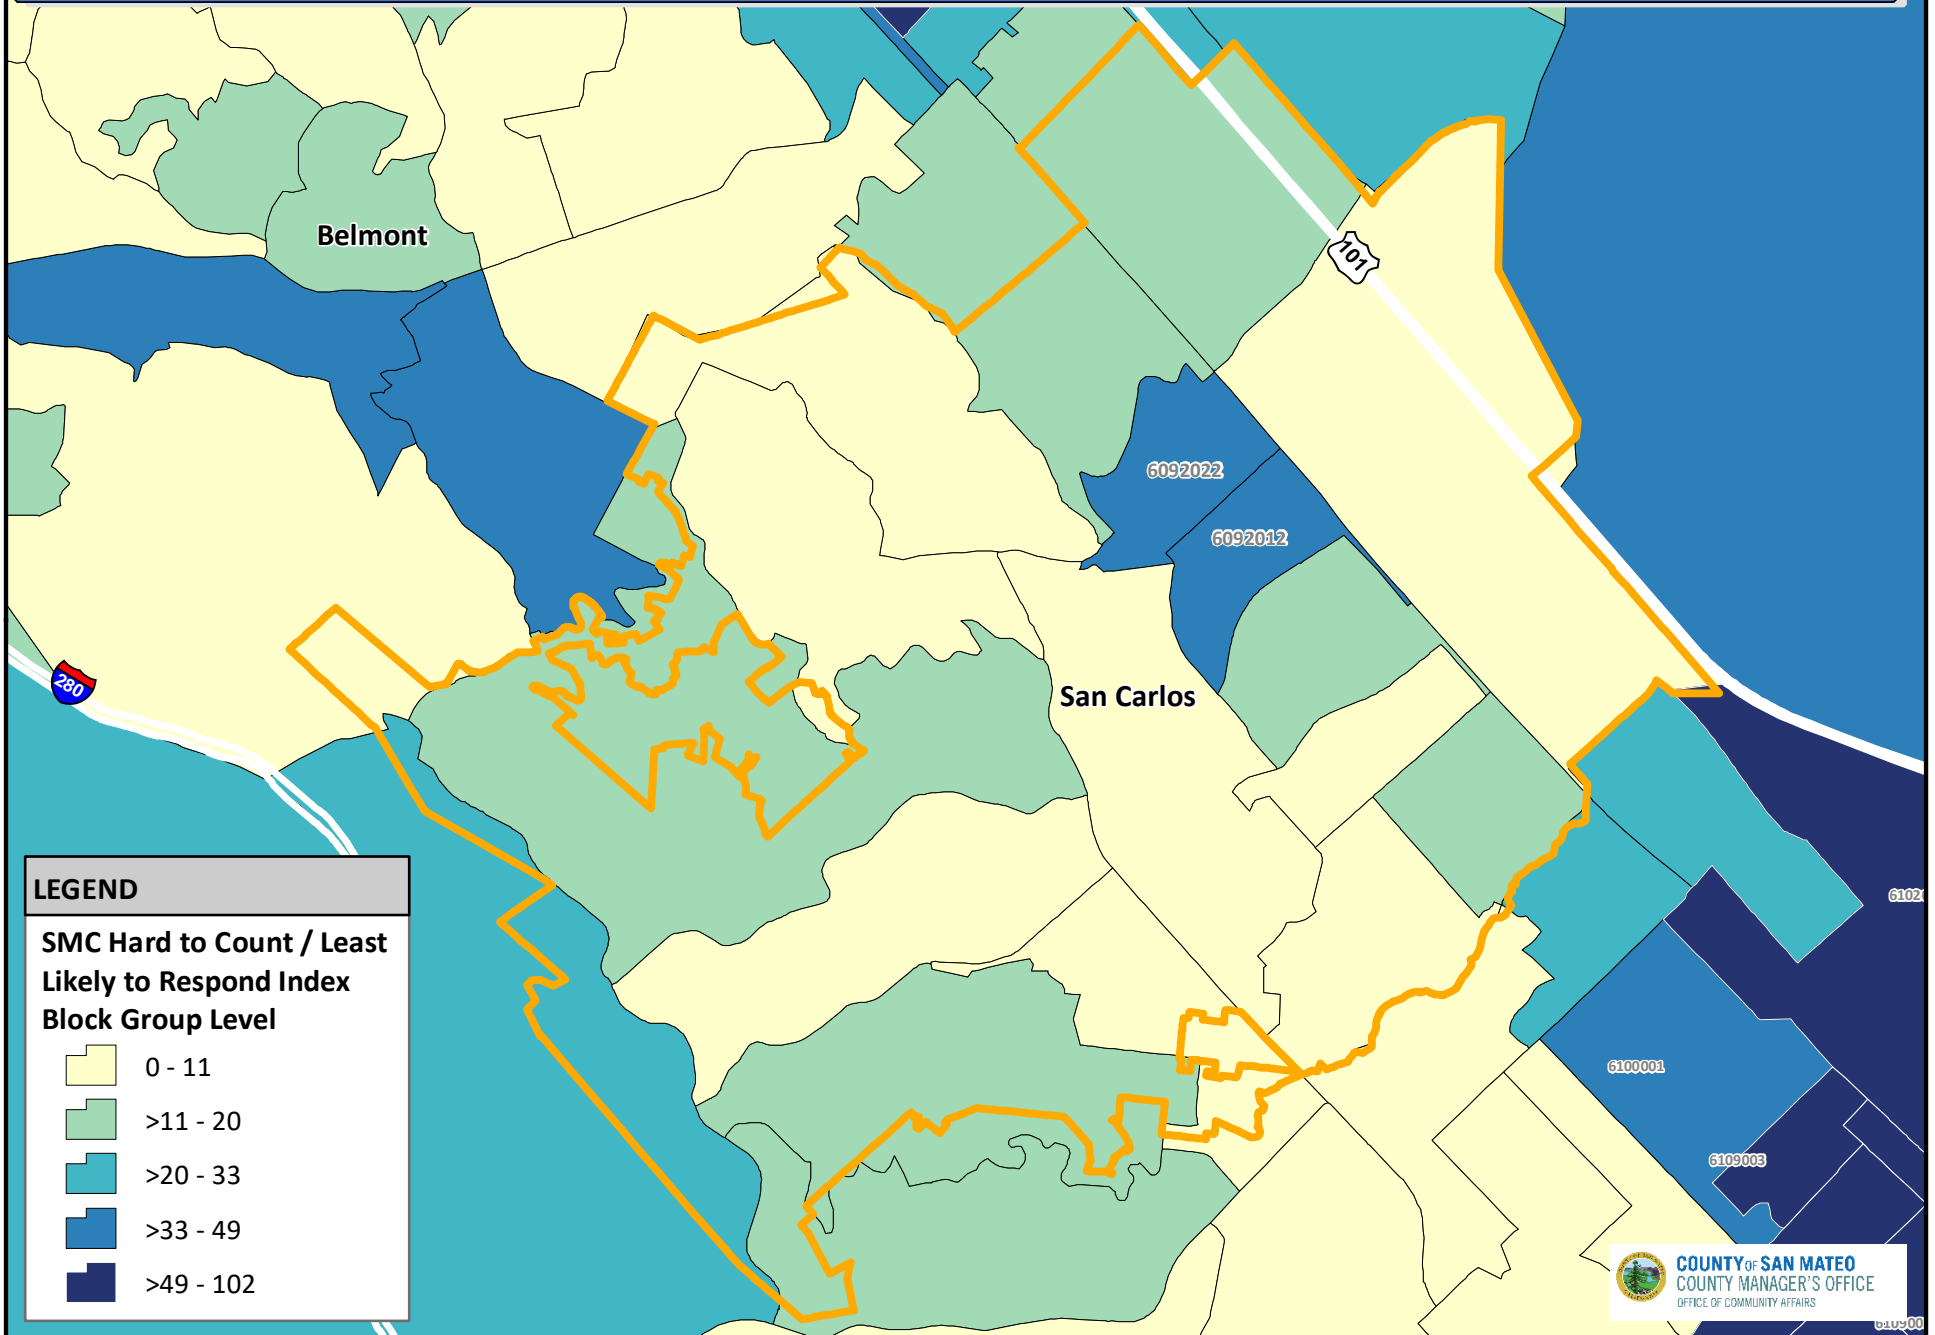 Belmont
101
6092022
6092012
280
San Carlos
6102
6100001
6109003
LEGEND
SMC Hard to Count / Least
Likely to Respond Index
Block Group Level
0 - 11
>11 - 20
>20 - 33
>33 - 49
>49 - 102
COUNTY OF SAN MATEO
COUNTY MANAGER'S OFFICE
OFFICE OF COMMUNITY AFFAIRS